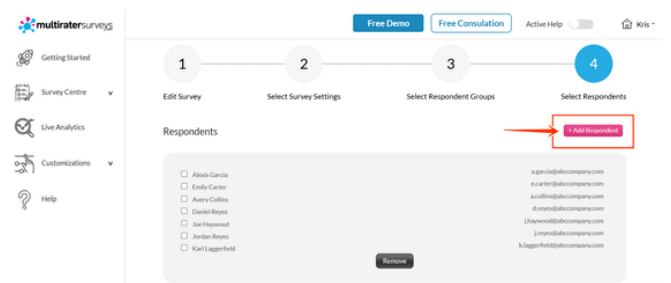 multiratersurveys
Free Demo
Free Consulation
Active Help
Kris
Getting Started
Survey Centre
Live Analytics
Customizations
Help
1
2
3
4
Edit Survey
Select Survey Settings
Select Respondent Groups
Select Respondents
Respondents
+ Add Respondent
Alexis Garcia a.garcia@abccompany.com
Emily Carter e.carter@abccompany.com
Avery Collins a.collins@abccompany.com
Daniel Reyes d.reyes@abccompany.com
Joe Haywood j.haywood@abccompany.com
Jordan Reyes j.reyes@abccompany.com
Karl Laggerfield k.laggerfield@abccompany.com
Remove